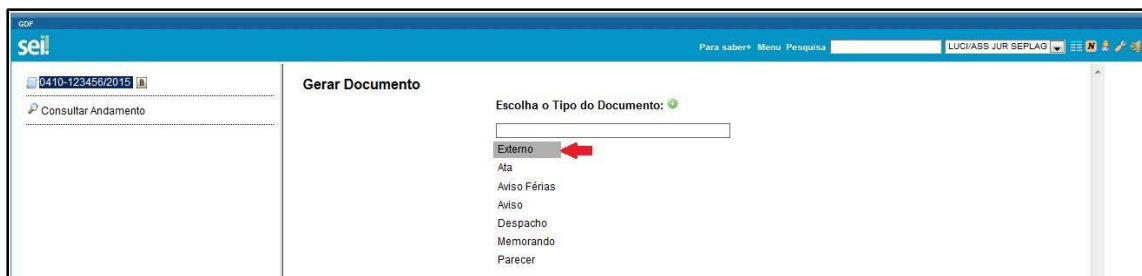 GDF
sei!
Para saber+ Menu Pesquisa
LUCI/ASS JUR SEPLAG
N
0410-123456/2015
B
Consultar Andamento
Gerar Documento
Escolha o Tipo do Documento:
Externo
Ata
Aviso Férias
Aviso
Despacho
Memorando
Parecer